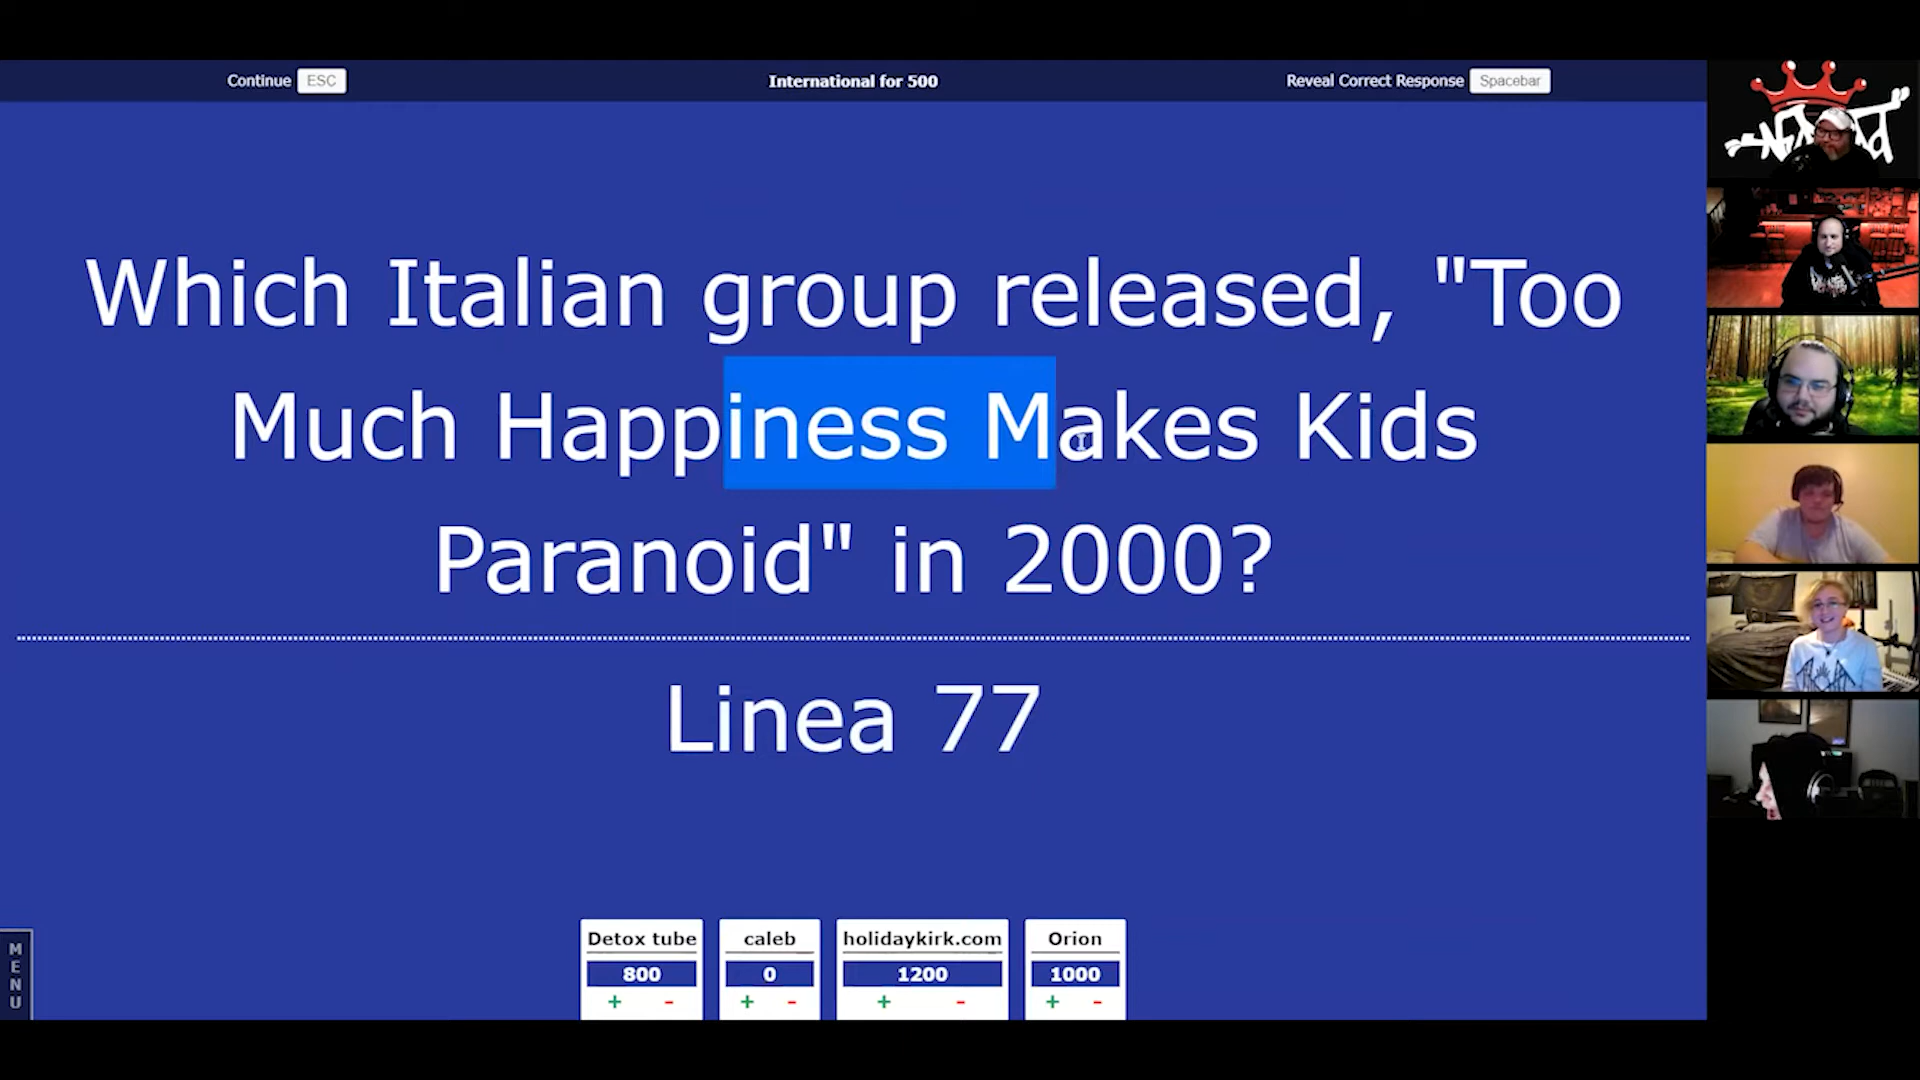 Continue ESC
International for 500
Reveal Correct Response Spacebar
Which Italian group released, "Too
Much Happiness Makes Kids
Paranoid" in 2000?
Linea 77
MENU
Detox tube
800
+ -
caleb
0
+ -
holidaykirk.com
1200
+ -
Orion
1000
+ -